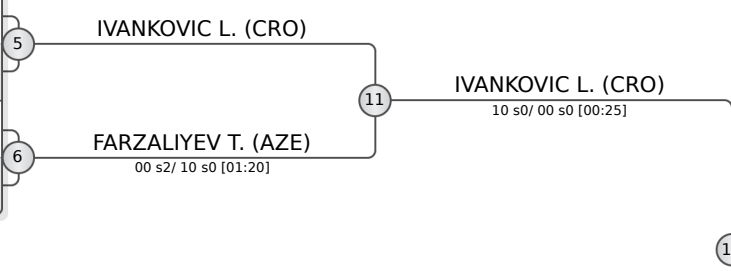 IVANKOVIC L. (CRO)
5
IVANKOVIC L. (CRO)
11
10 s0/ 00 s0 [00:25]
FARZALIYEV T. (AZE)
6
00 s2/ 10 s0 [01:20]